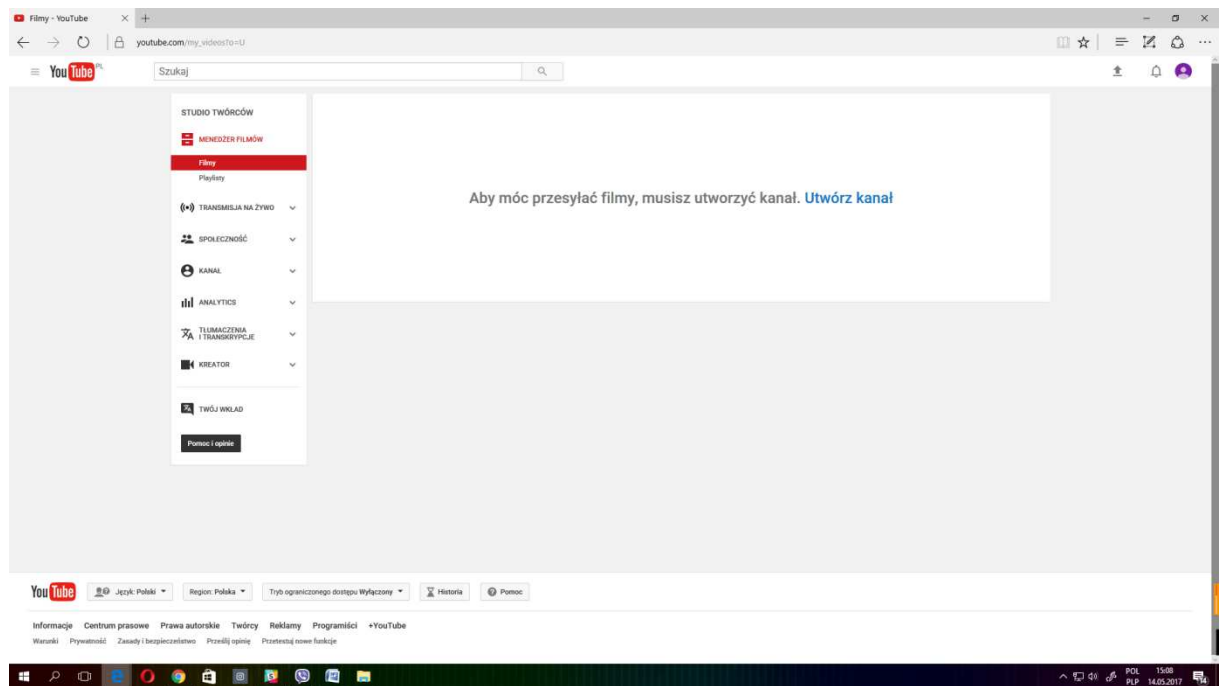 Filmy - YouTube
youtube.com/my_videos?o=U
YouTube PL
Szukaj
STUDIO TWÓRCÓW
MENEDŻER FILMÓW
Filmy
Playlisty
TRANSMISJA NA ŻYWO
SPOŁECZNOŚĆ
KANAŁ
ANALYTICS
TŁUMACZENIA
I TRANSKRYPCJE
KREATOR
TWÓJ WKŁAD
Pomoc i opinie
Aby móc przesyłać filmy, musisz utworzyć kanał. Utwórz kanał
YouTube Język: Polski Region: Polska Tryb ograniczonego dostępu Wyłączony Historia Pomoc
Informacje Centrum prasowe Prawa autorskie Twórcy Reklamy Programiści +YouTube
Warunki Prywatność Zasady i bezpieczeństwo Prześlij opinię Przetestuj nowe funkcje
POL 15:08
PLP 14.05.2017